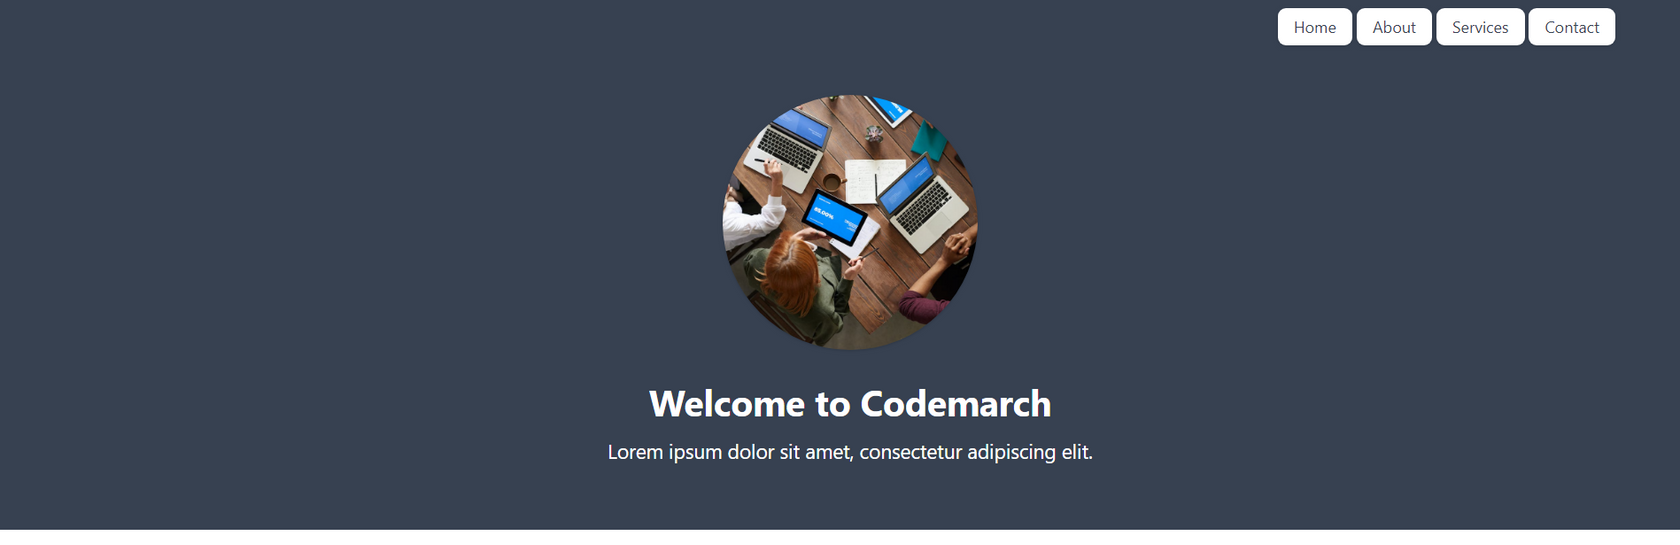 Home About Services Contact
Welcome to Codemarch
Lorem ipsum dolor sit amet, consectetur adipiscing elit.